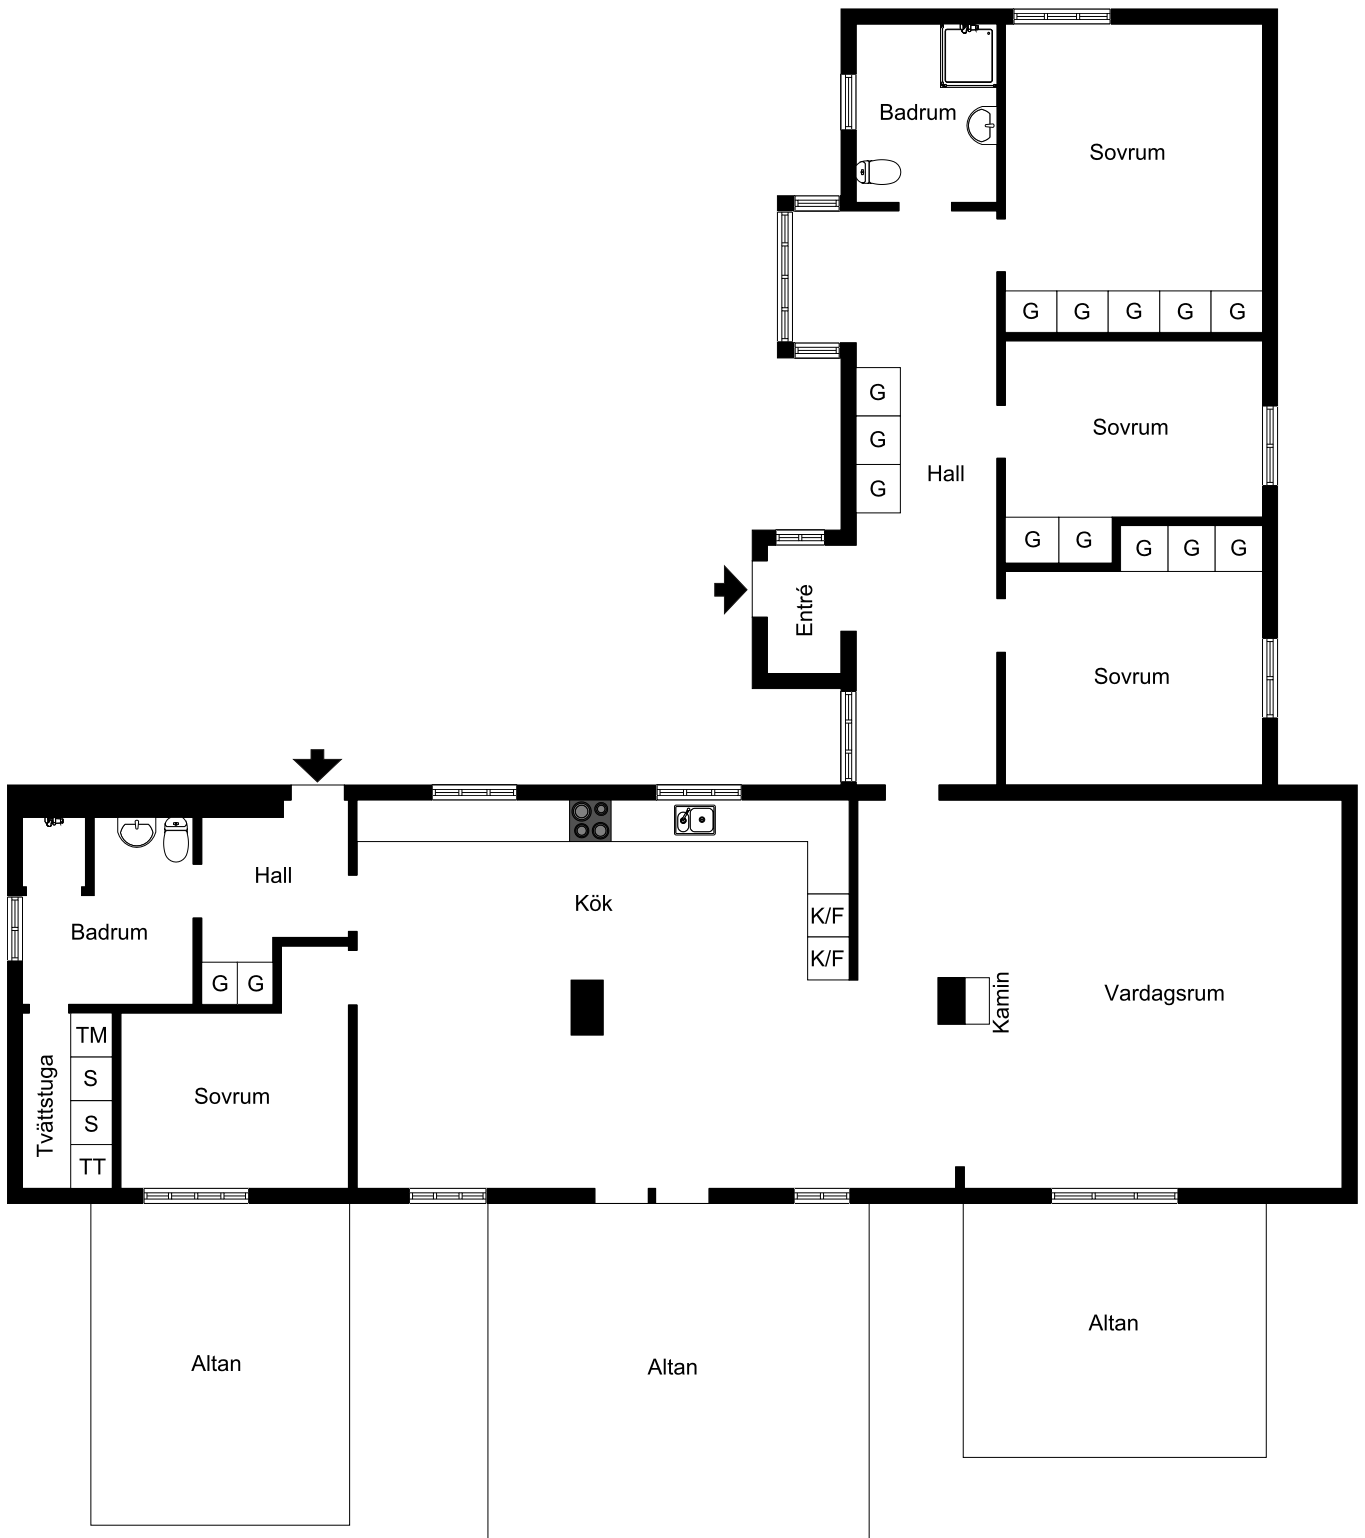 Badrum
Sovrum
G G G G G
G
G
G
Hall
Sovrum
G G
G G G
Entré
Sovrum
Hall
Kök
K/F
K/F
Badrum
G G
Kamin
Vardagsrum
TM
S
S
TT
Tvättstuga
Sovrum
Altan
Altan
Altan